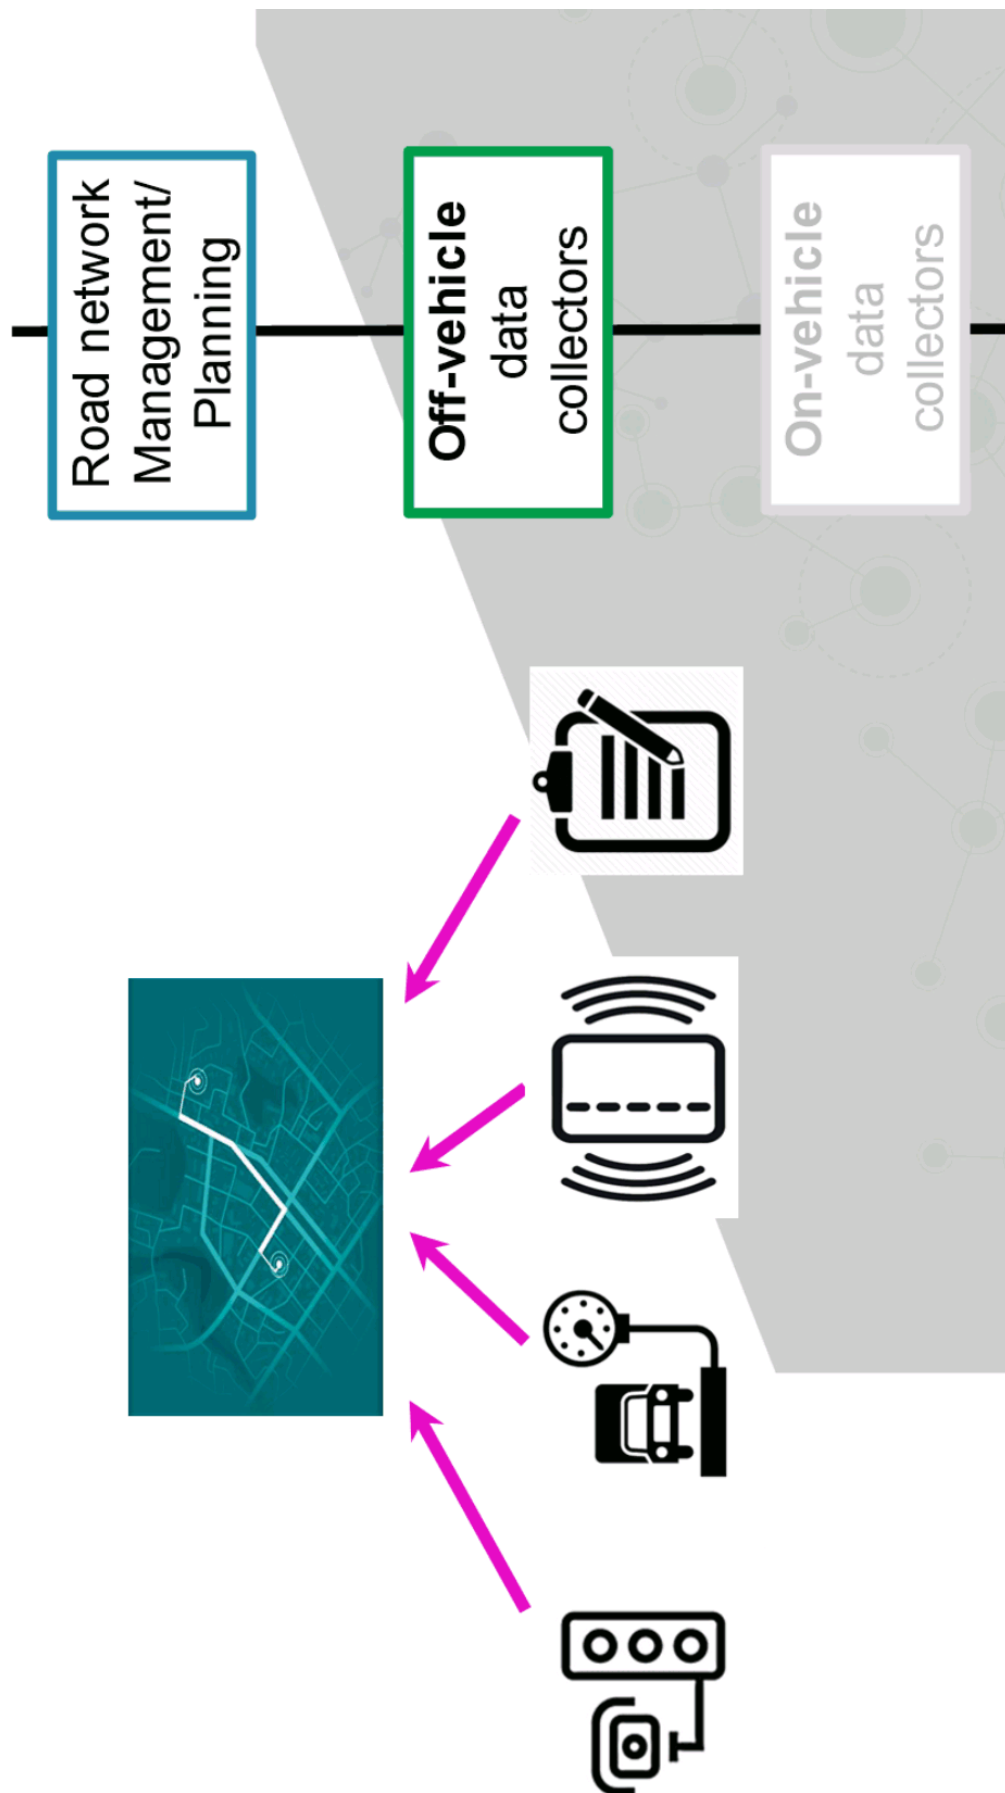 Road network
Management/
Planning
Off-vehicle
data
collectors
On-vehicle
data
collectors